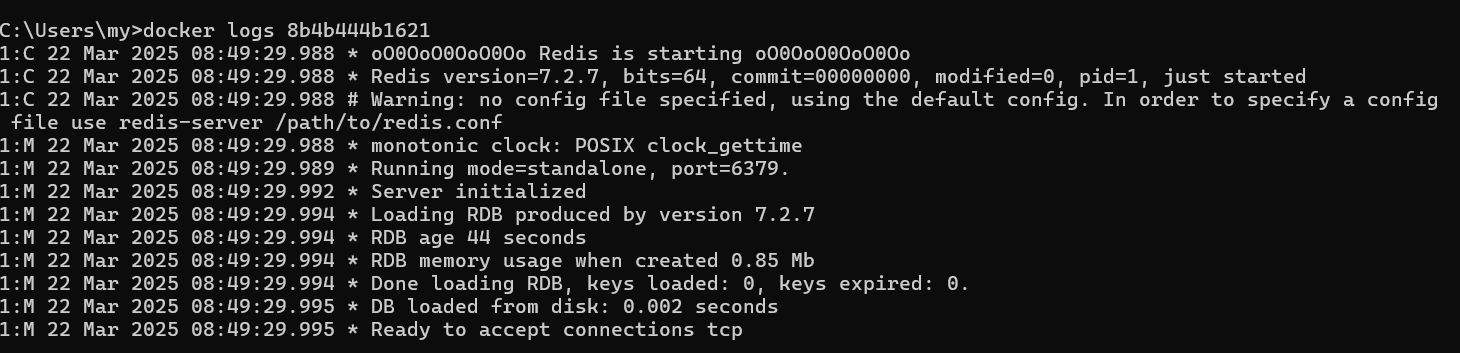 C:\Users\my>docker logs 8b4b444b1621
1:C 22 Mar 2025 08:49:29.988 * oO0OoO0OoO0Oo Redis is starting oO0OoO0OoO0Oo
1:C 22 Mar 2025 08:49:29.988 * Redis version=7.2.7, bits=64, commit=00000000, modified=0, pid=1, just started
1:C 22 Mar 2025 08:49:29.988 # Warning: no config file specified, using the default config. In order to specify a config
 file use redis-server /path/to/redis.conf
1:M 22 Mar 2025 08:49:29.988 * monotonic clock: POSIX clock_gettime
1:M 22 Mar 2025 08:49:29.989 * Running mode=standalone, port=6379.
1:M 22 Mar 2025 08:49:29.992 * Server initialized
1:M 22 Mar 2025 08:49:29.994 * Loading RDB produced by version 7.2.7
1:M 22 Mar 2025 08:49:29.994 * RDB age 44 seconds
1:M 22 Mar 2025 08:49:29.994 * RDB memory usage when created 0.85 Mb
1:M 22 Mar 2025 08:49:29.994 * Done loading RDB, keys loaded: 0, keys expired: 0.
1:M 22 Mar 2025 08:49:29.995 * DB loaded from disk: 0.002 seconds
1:M 22 Mar 2025 08:49:29.995 * Ready to accept connections tcp